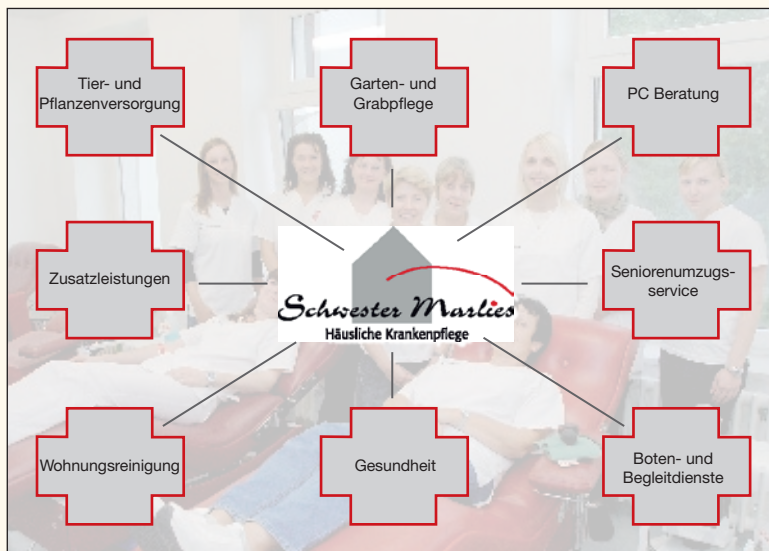 Tier- und
Pflanzenversorgung
Garten- und
Grabpflege
PC Beratung
Zusatzleistungen
Schwester Marlies
Häusliche Krankenpflege
Seniorenumzugs-
service
Wohnungsreinigung
Gesundheit
Boten- und
Begleitdienste